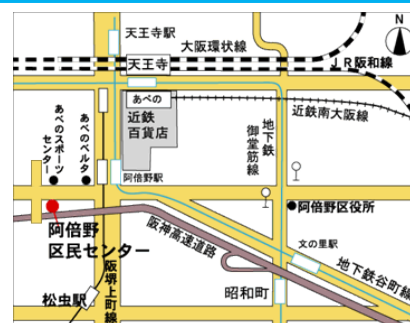 天王寺駅
大阪環状線
N
天王寺
JR阪和線
あべの
近鉄
百貨店
近鉄南大阪線
地下鉄
御堂筋線
あべのベルタ
あべのスポーツ
センター
阿倍野駅
阿倍野区役所
阿倍野
区民センター
阪神高速道路
文の里駅
地下鉄谷町線
昭和町
松虫駅
阪堺上町線